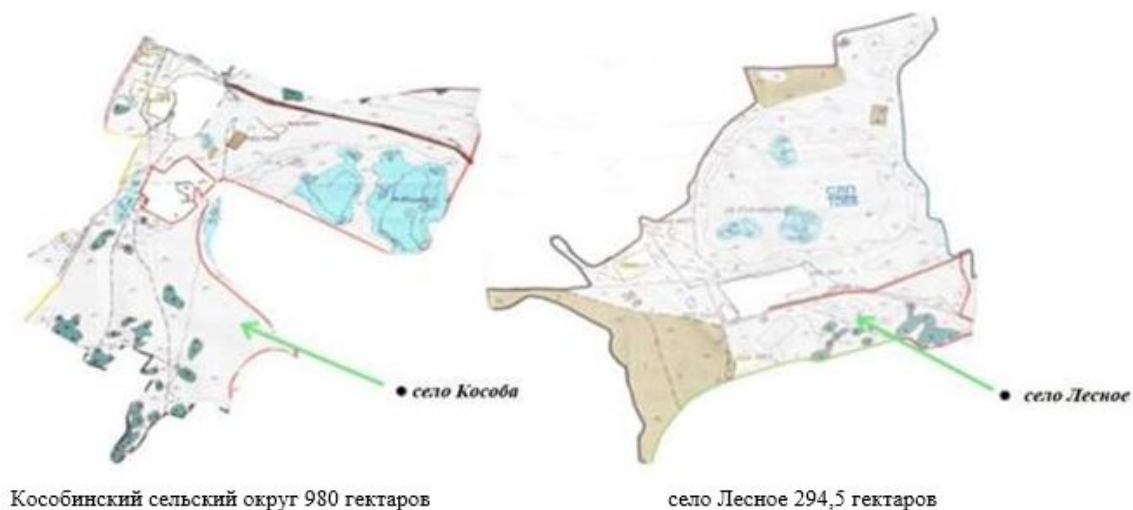 село Кособа
село Лесное
Кособинский сельский округ 980 гектаров
село Лесное 294,5 гектаров